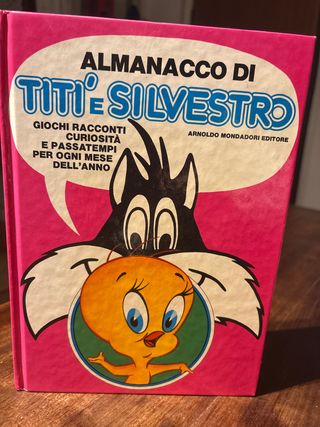 ALMANACCO DI
TITI' E SILVESTRO
GIOCHI RACCONTI
CURIOSITÀ
E PASSATEMPI
PER OGNI MESE
DELL'ANNO
ARNOLDO MONDADORI EDITORE